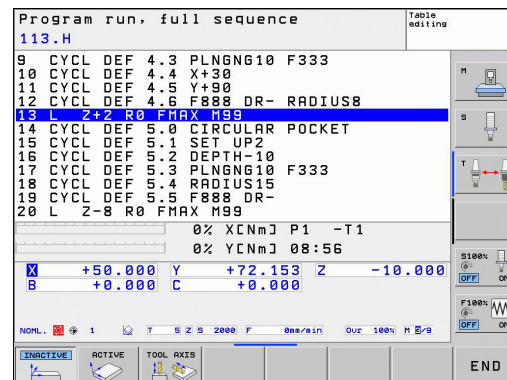 Program run, full sequence
Table editing
113.H
9 CYCL DEF 4.3 PLNGNG10 F333
10 CYCL DEF 4.4 X+30
11 CYCL DEF 4.5 Y+90
12 CYCL DEF 4.6 F888 DR- RADIUS8
13 L Z+2 R0 FMAX M99
14 CYCL DEF 5.0 CIRCULAR POCKET
15 CYCL DEF 5.1 SET UP2
16 CYCL DEF 5.2 DEPTH-10
17 CYCL DEF 5.3 PLNGNG10 F333
18 CYCL DEF 5.4 RADIUS15
19 CYCL DEF 5.5 F888 DR-
20 L Z-8 R0 FMAX M99
0% X[Nm] P1 -T1
0% Y[Nm] 08:56
X +50.000 Y +72.153 Z -10.000
B +0.000 C +0.000
NOML. 1 T 5 Z S 2000 F 0mm/min Our 100% M 5/9
INACTIVE ACTIVE TOOL AXIS END
M
S
T
S100%
OFF ON
F100%
OFF ON